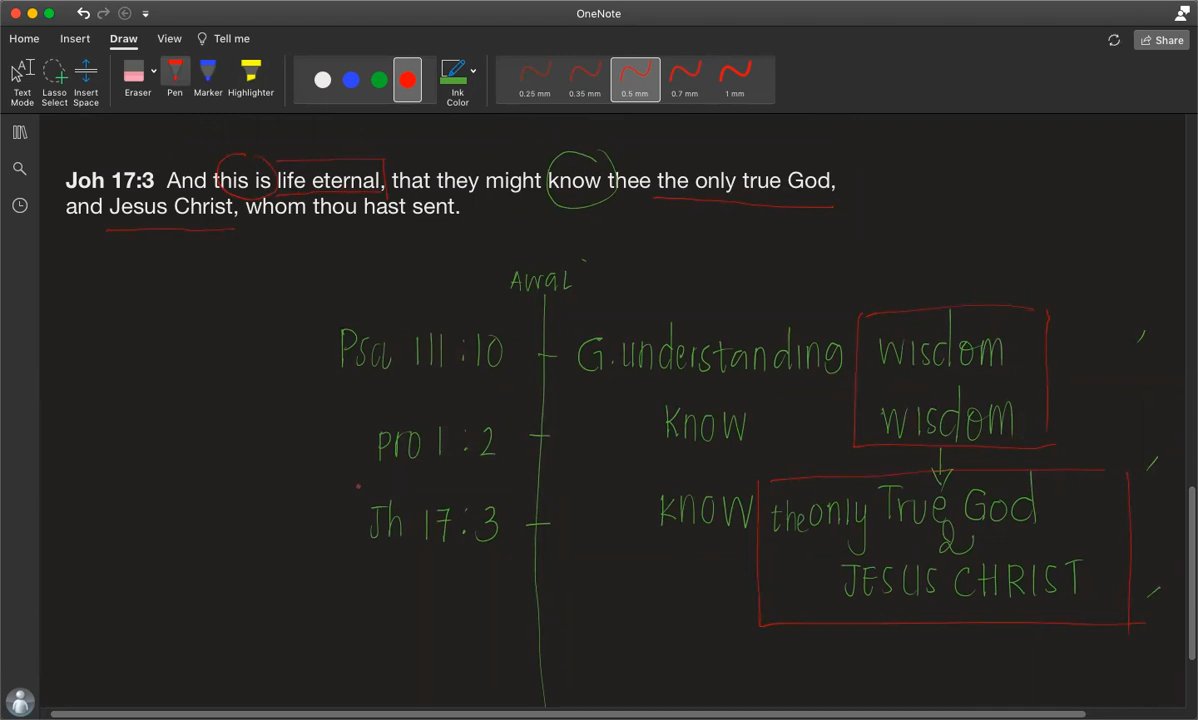 OneNote
Home Insert Draw View Tell me
Share
Text Mode
Lasso Select
Insert Space
Eraser
Pen
Marker
Highlighter
Ink Color
0.25 mm
0.35 mm
0.5 mm
0.7 mm
1 mm
Joh 17:3 And this is life eternal, that they might know thee the only true God,
and Jesus Christ, whom thou hast sent.
AWAL
Psa 111:10 G. understanding wisdom
pro 1:2 know wisdom
Jh 17:3 know the only True God
&
JESUS CHRIST